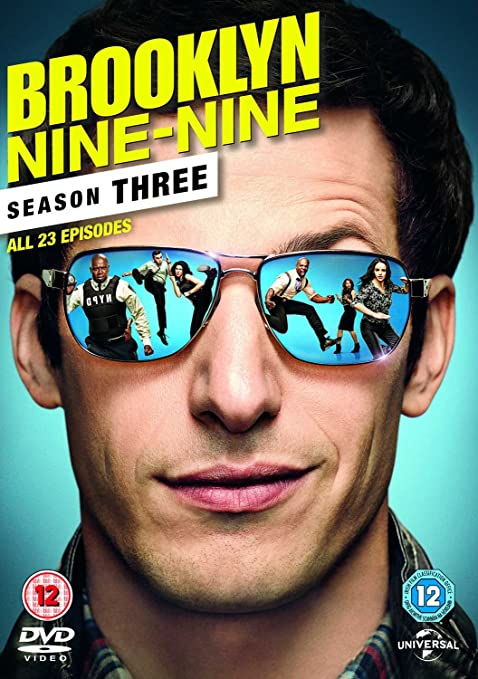 BROOKLYN
NINE-NINE
SEASON THREE
ALL 23 EPISODES
NYPD
12
DVD
VIDEO
12
UNIVERSAL